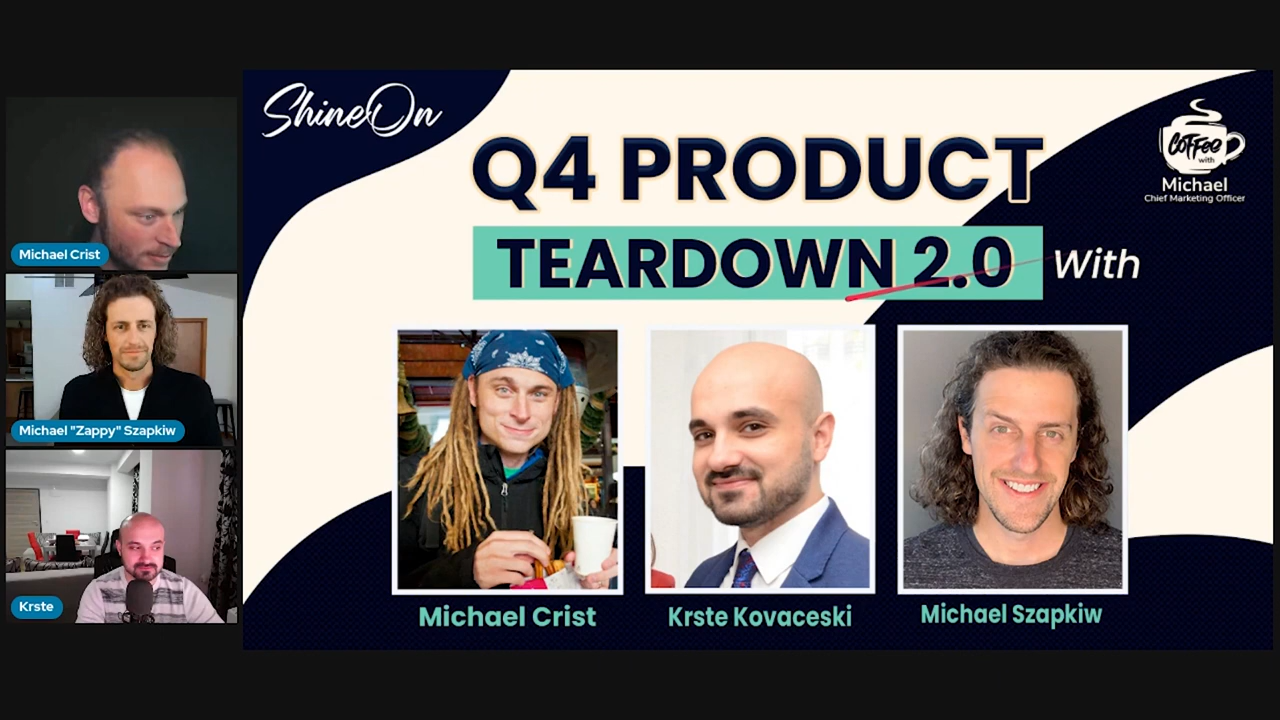 Michael Crist
Michael "Zappy" Szapkiw
Krste
ShineOn
Q4 PRODUCT
TEARDOWN 2.0 With
COFFEE
with
Michael
Chief Marketing Officer
Michael Crist
Krste Kovaceski
Michael Szapkiw